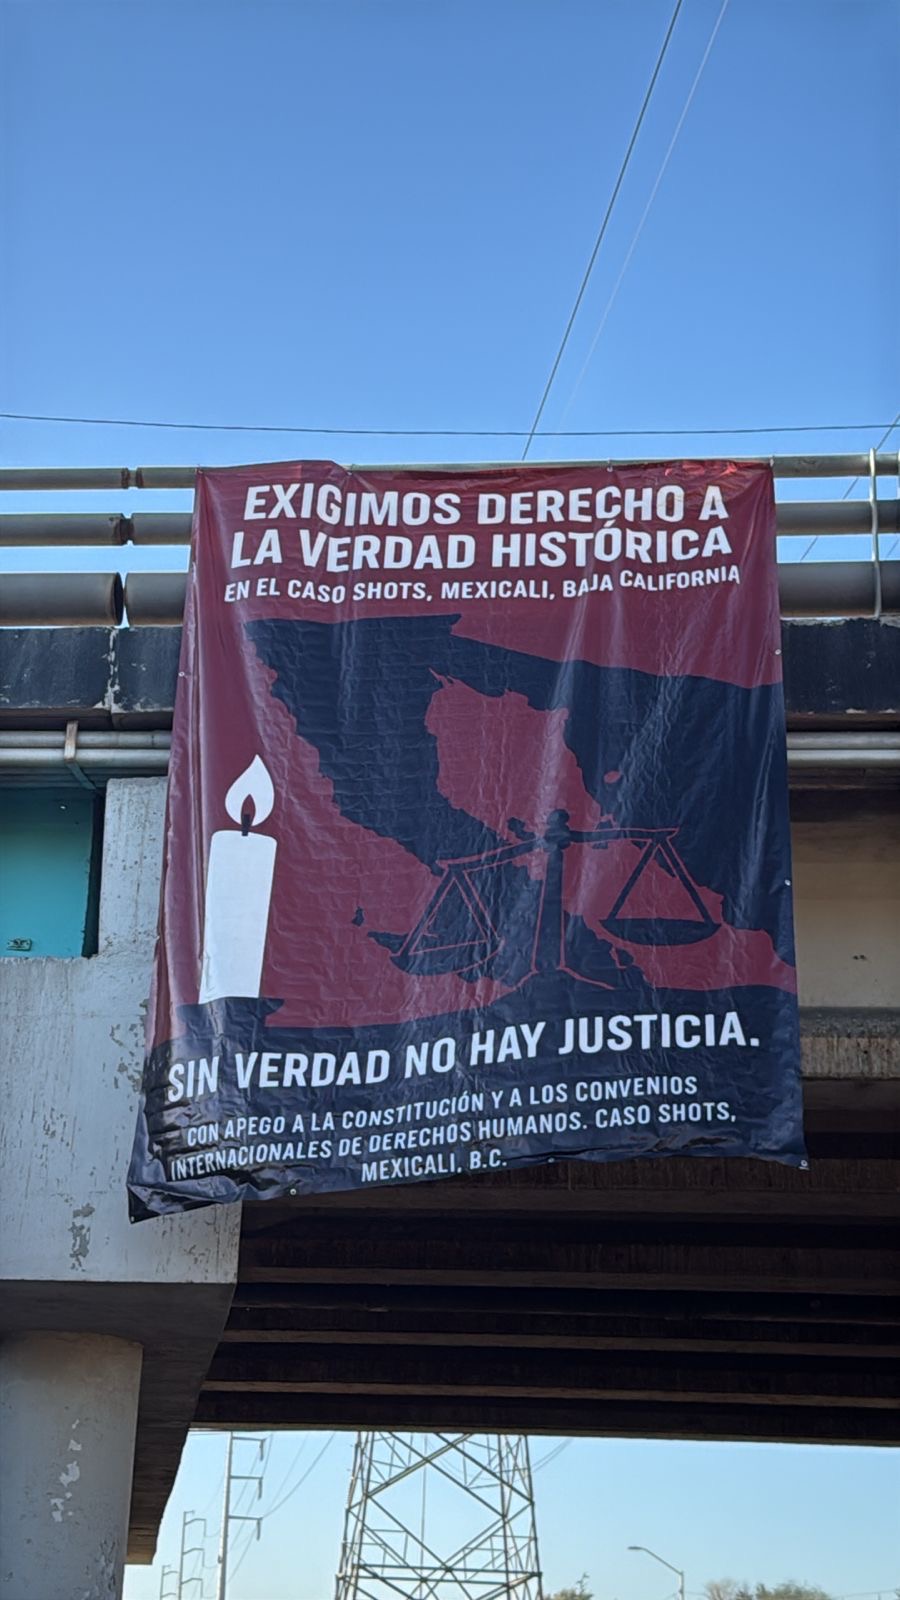 EXIGIMOS DERECHO A
LA VERDAD HISTÓRICA
EN EL CASO SHOTS, MEXICALI, BAJA CALIFORNIA
SIN VERDAD NO HAY JUSTICIA.
CON APEGO A LA CONSTITUCIÓN Y A LOS CONVENIOS
INTERNACIONALES DE DERECHOS HUMANOS. CASO SHOTS,
MEXICALI, B.C.